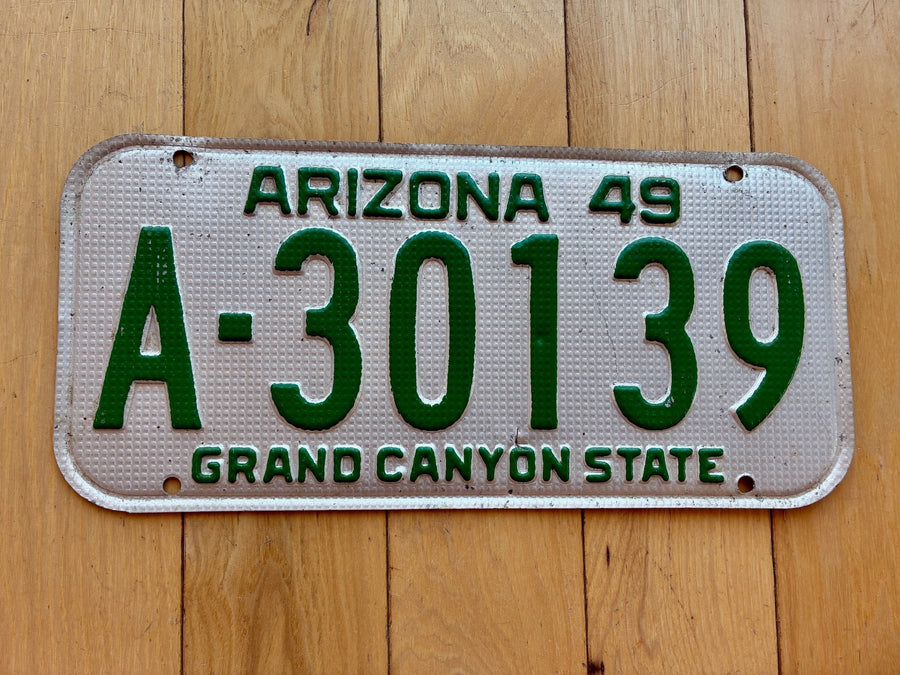 ARIZONA 49
A-30139
GRAND CANYON STATE